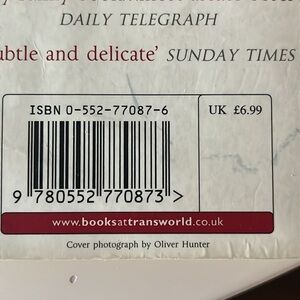 DAILY TELEGRAPH
ubtle and delicate' SUNDAY TIMES
ISBN 0-552-77087-6
UK £6.99
9 780552 770873 >
www.booksattransworld.co.uk
Cover photograph by Oliver Hunter